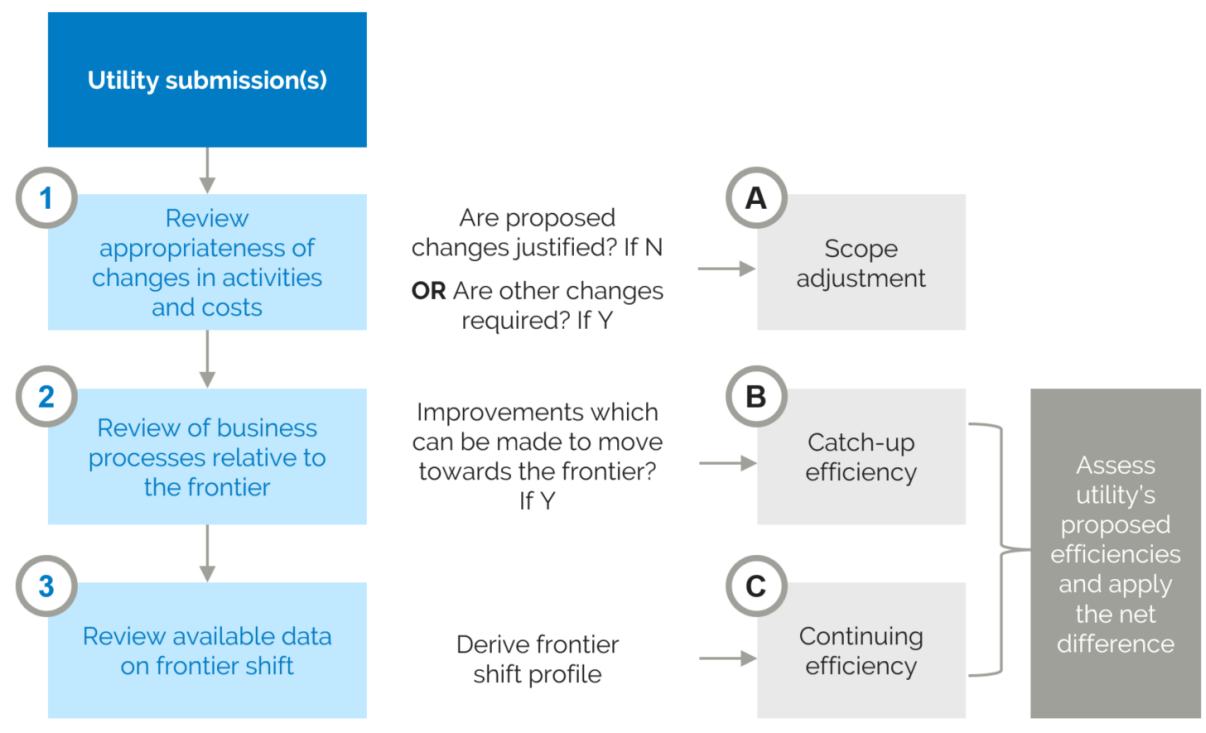 Utility submission(s)
1
Review
appropriateness of
changes in activities
and costs
Are proposed
changes justified? If N
OR Are other changes
required? If Y
A
Scope
adjustment
2
Review of business
processes relative to
the frontier
Improvements which
can be made to move
towards the frontier?
If Y
B
Catch-up
efficiency
3
Review available data
on frontier shift
Derive frontier
shift profile
C
Continuing
efficiency
Assess
utility's
proposed
efficiencies
and apply
the net
difference